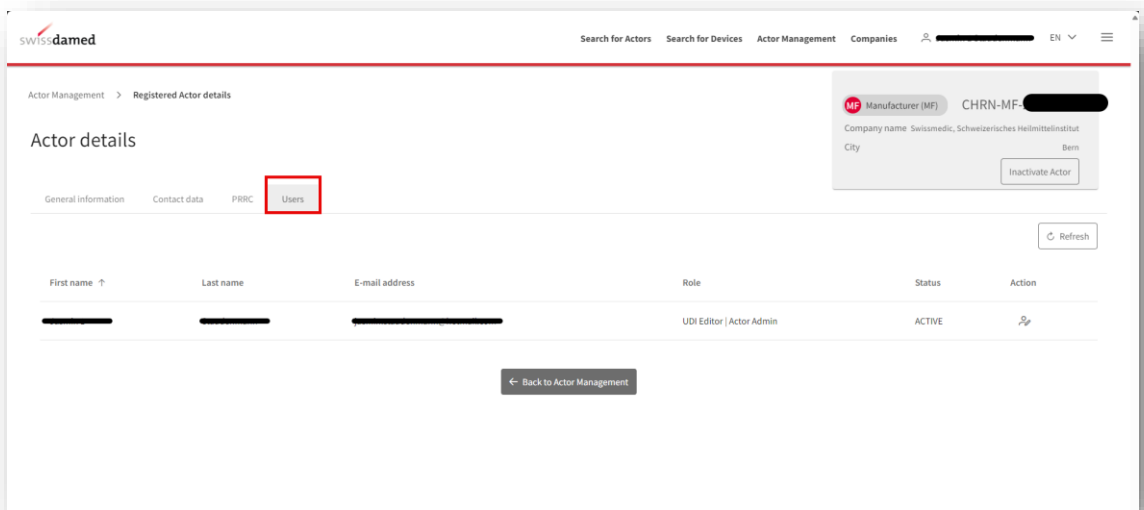 swissdamed
Search for Actors Search for Devices Actor Management Companies EN
Actor Management > Registered Actor details
MF Manufacturer (MF) CHRN-MF-
Company name Swissmedic, Schweizerisches Heilmittelinstitut
Actor details
City Bern
Inactivate Actor
General information Contact data PRRC Users
Refresh
First name ↑ Last name E-mail address Role Status Action
UDI Editor | Actor Admin ACTIVE
← Back to Actor Management